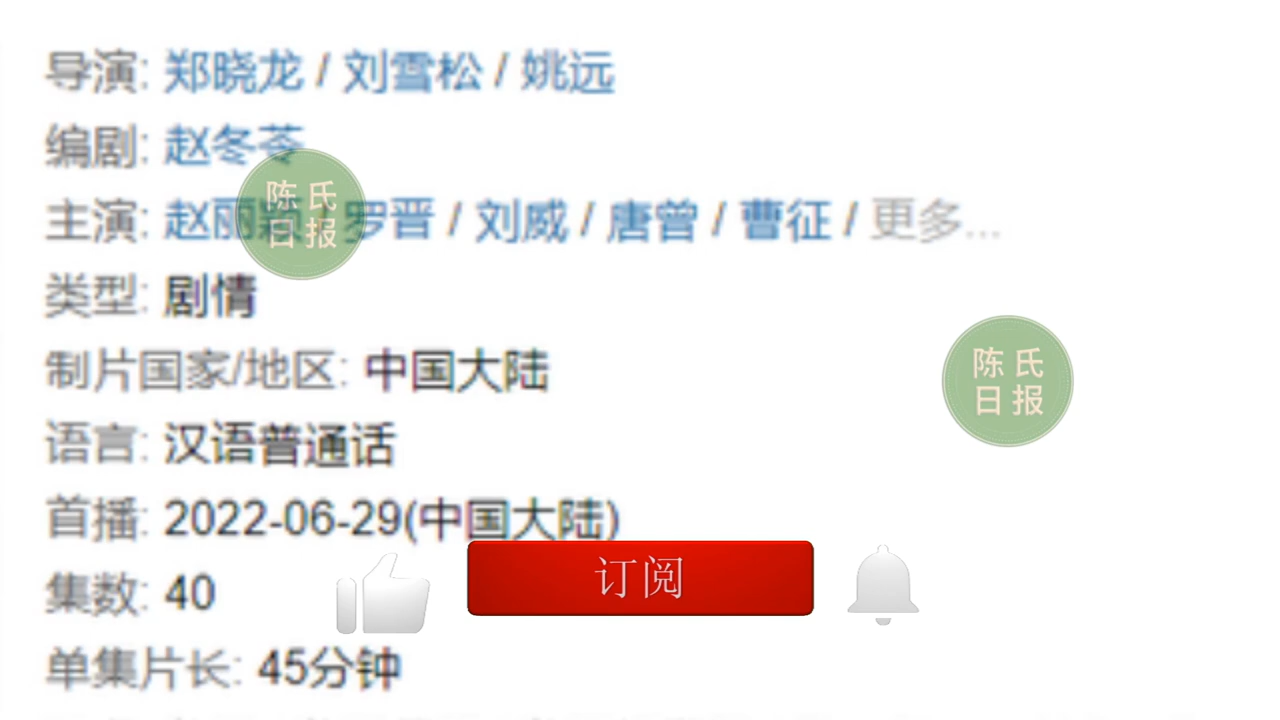 导演: 郑晓龙 / 刘雪松 / 姚远
编剧: 赵冬苓
主演: 赵丽颖 / 罗晋 / 刘威 / 唐曾 / 曹征 / 更多...
陈氏
日报
类型: 剧情
制片国家/地区: 中国大陆
陈氏
日报
语言: 汉语普通话
首播: 2022-06-29(中国大陆)
订阅
集数: 40
单集片长: 45分钟